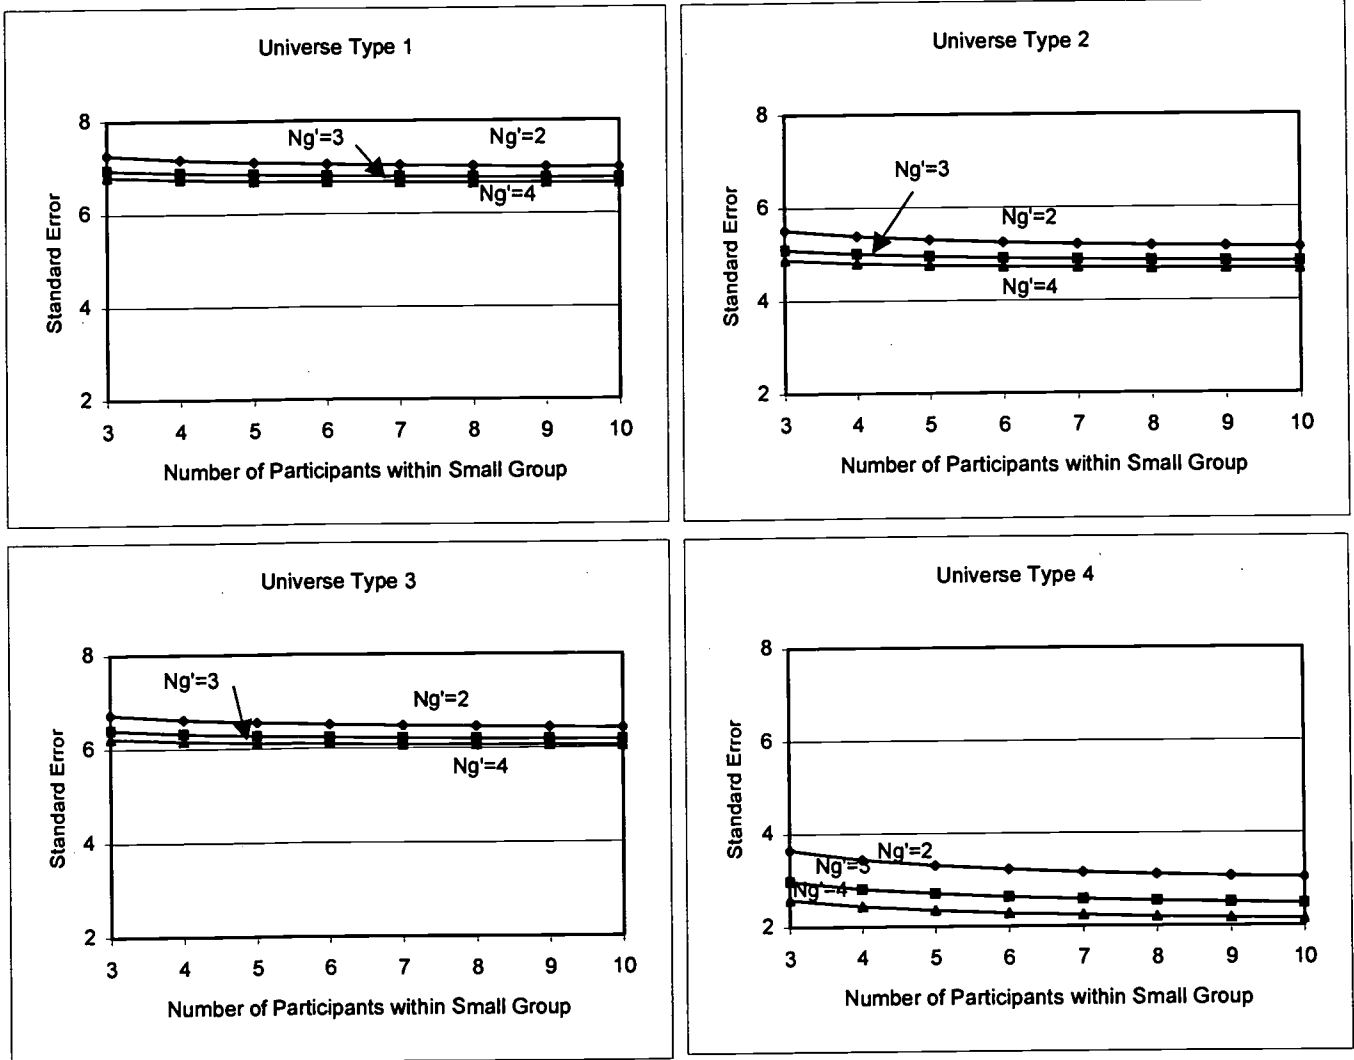 Universe Type 1
8
6
4
2
Standard Error
Ng'=3
Ng'=2
Ng'=4
3 4 5 6 7 8 9 10
Number of Participants within Small Group
Universe Type 2
8
6
4
2
Standard Error
Ng'=3
Ng'=2
Ng'=4
3 4 5 6 7 8 9 10
Number of Participants within Small Group
Universe Type 3
8
6
4
2
Standard Error
Ng'=3
Ng'=2
Ng'=4
3 4 5 6 7 8 9 10
Number of Participants within Small Group
Universe Type 4
8
6
4
2
Standard Error
Ng'=2
Ng'=3
Ng'=4
3 4 5 6 7 8 9 10
Number of Participants within Small Group